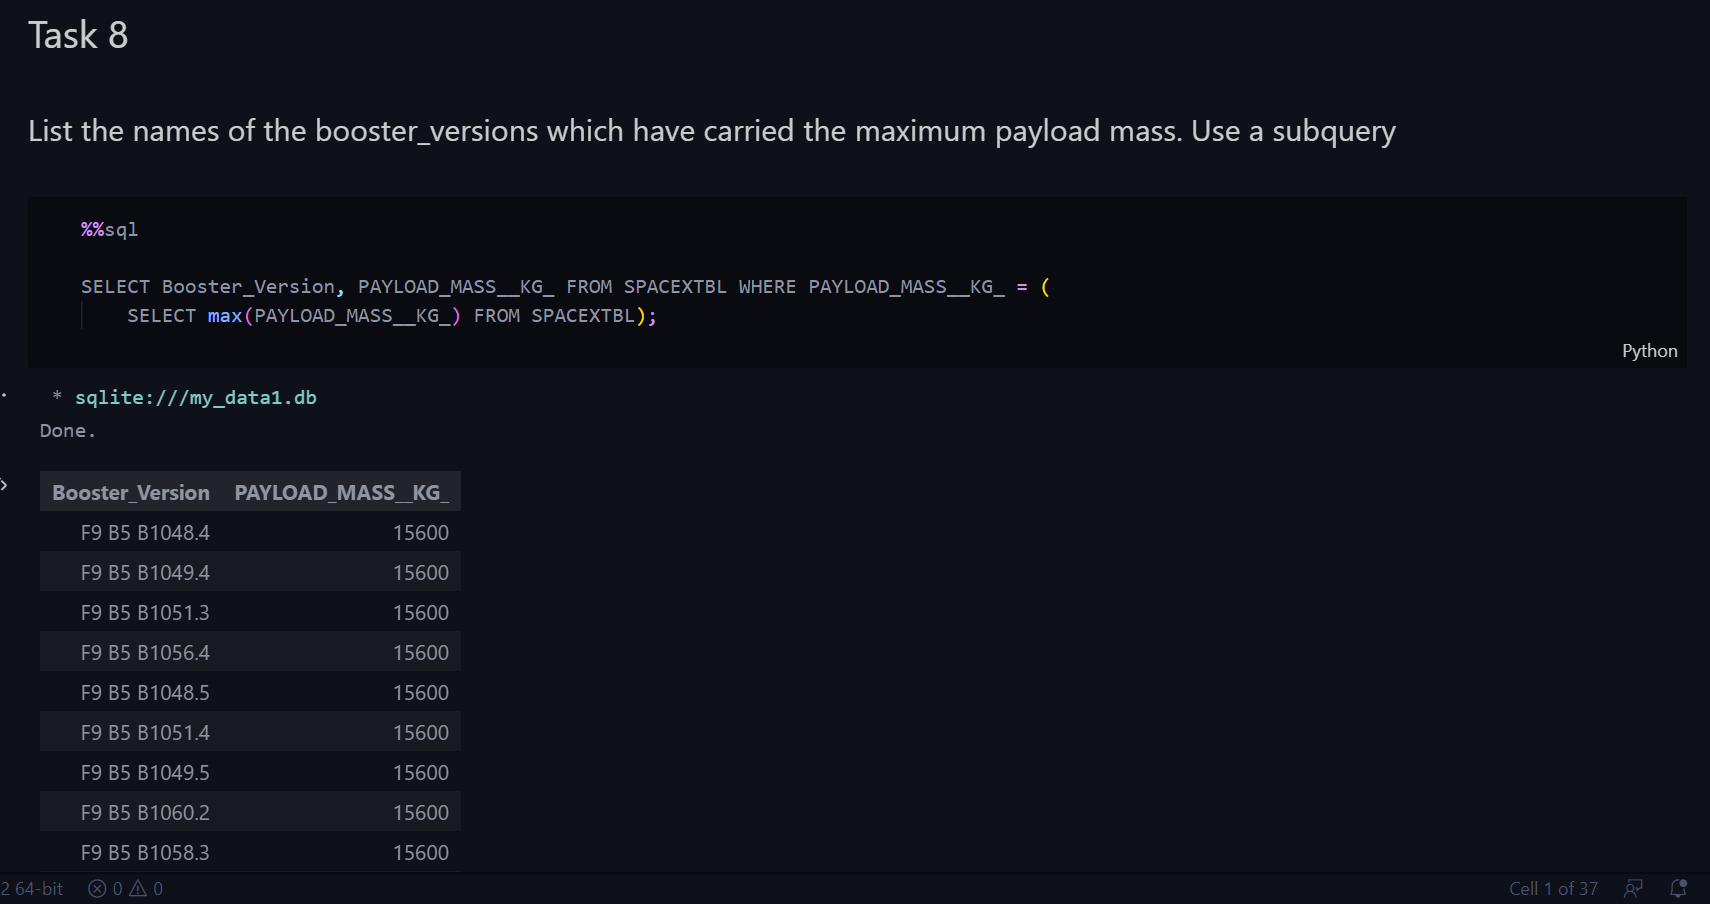 Task 8
List the names of the booster_versions which have carried the maximum payload mass. Use a subquery
%%sql
SELECT Booster_Version, PAYLOAD_MASS__KG_ FROM SPACEXTBL WHERE PAYLOAD_MASS__KG_ = (
SELECT max(PAYLOAD_MASS__KG_) FROM SPACEXTBL);
Python
* sqlite:///my_data1.db
Done.
Booster_Version PAYLOAD_MASS__KG_
F9 B5 B1048.4 15600
F9 B5 B1049.4 15600
F9 B5 B1051.3 15600
F9 B5 B1056.4 15600
F9 B5 B1048.5 15600
F9 B5 B1051.4 15600
F9 B5 B1049.5 15600
F9 B5 B1060.2 15600
F9 B5 B1058.3 15600
2 64-bit 0 0 Cell 1 of 37